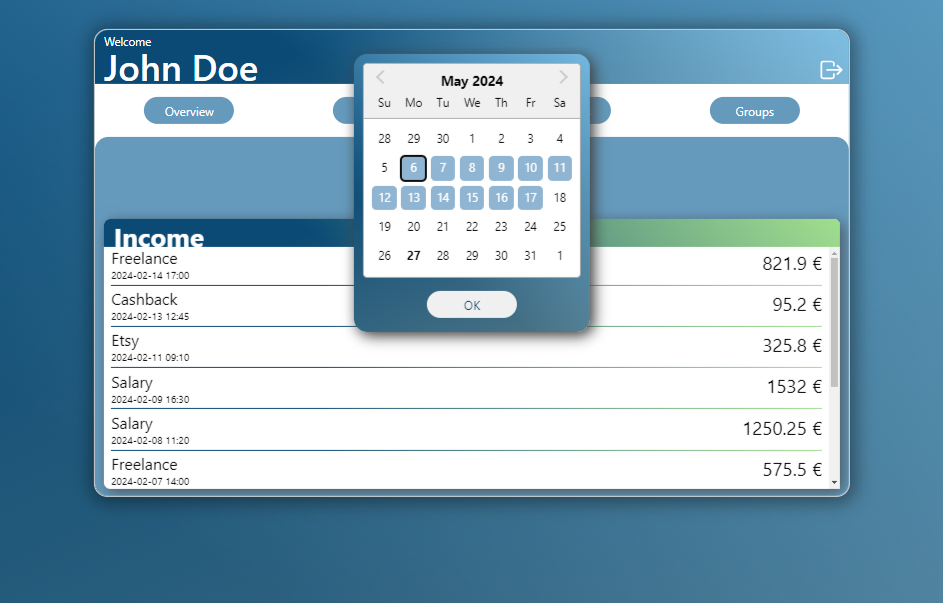 Welcome
John Doe
Overview
Groups
May 2024
Su Mo Tu We Th Fr Sa
28 29 30 1 2 3 4
5 6 7 8 9 10 11
12 13 14 15 16 17 18
19 20 21 22 23 24 25
26 27 28 29 30 31 1
OK
Income
Freelance
821.9 €
2024-02-14 17:00
Cashback
95.2 €
2024-02-13 12:45
Etsy
325.8 €
2024-02-11 09:10
Salary
1532 €
2024-02-09 16:30
Salary
1250.25 €
2024-02-08 11:20
Freelance
575.5 €
2024-02-07 14:00